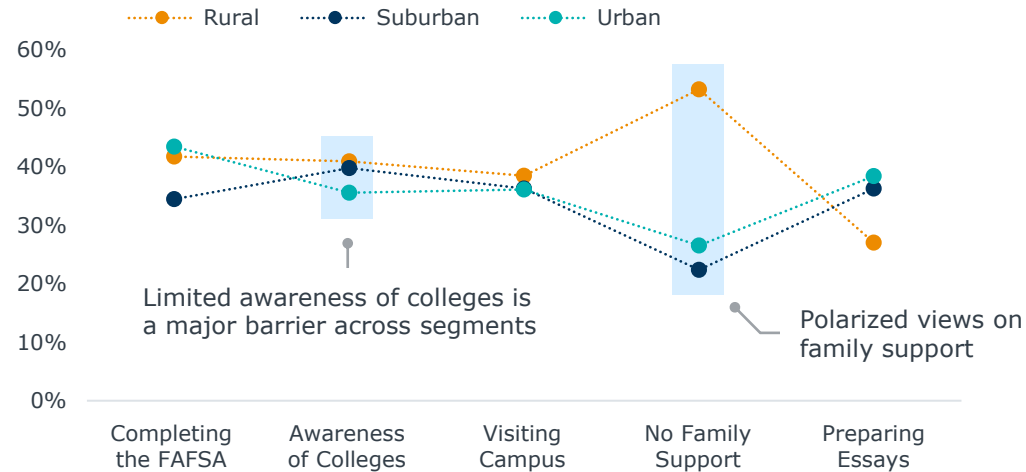 Rural Suburban Urban
60%
50%
40%
30%
20%
10%
0%
Limited awareness of colleges is
a major barrier across segments
Polarized views on
family support
Completing
the FAFSA
Awareness
of Colleges
Visiting
Campus
No Family
Support
Preparing
Essays